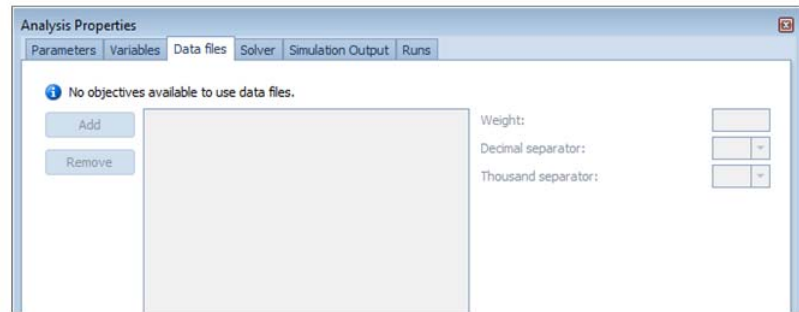 Analysis Properties
Parameters Variables Data files Solver Simulation Output Runs
No objectives available to use data files.
Add
Remove
Weight:
Decimal separator:
Thousand separator: